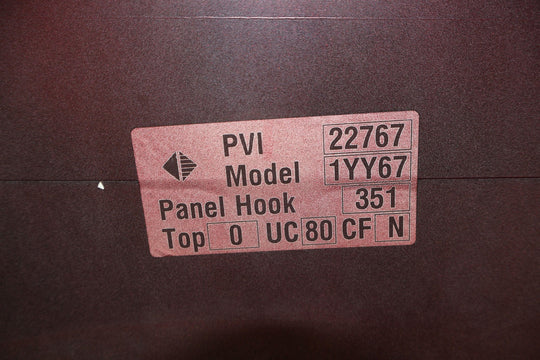 PVI 22767
Model 1YY67
Panel Hook 351
Top 0 UC 80 CF N